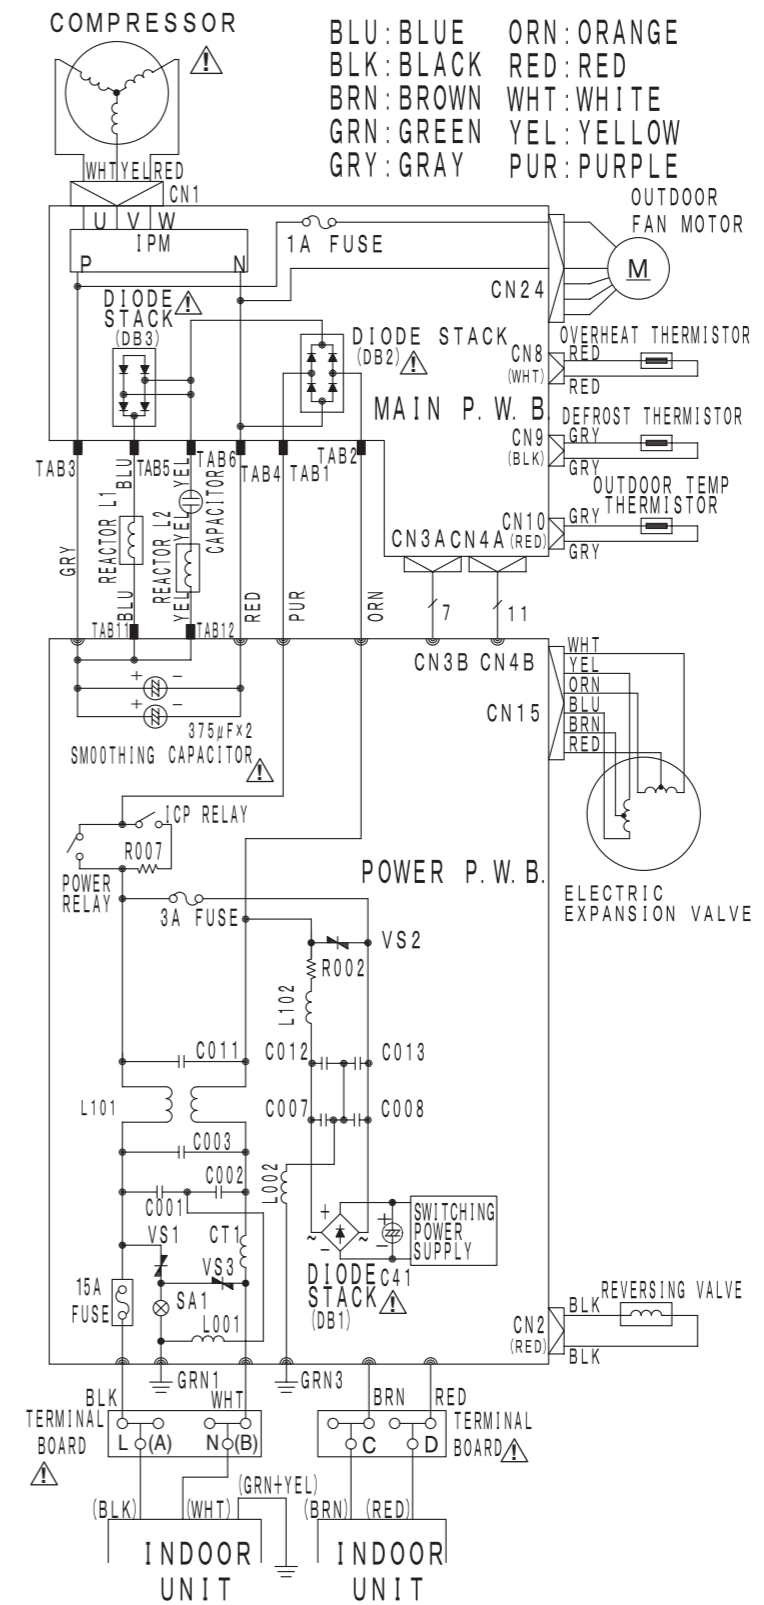 COMPRESSOR
BLU:BLUE ORN:ORANGE
BLK:BLACK RED:RED
BRN:BROWN WHT:WHITE
GRN:GREEN YEL:YELLOW
GRY:GRAY PUR:PURPLE
WHT YEL RED
CN1
U V W
IPM
P N
1A FUSE
OUTDOOR
FAN MOTOR
M
CN24
DIODE
STACK
(DB3)
DIODE STACK
(DB2)
CN8
(WHT)
OVERHEAT THERMISTOR
RED
RED
MAIN P.W.B.
DEFROST THERMISTOR
CN9
(BLK)
GRY
GRY
OUTDOOR TEMP
THERMISTOR
CN10
(RED)
GRY
GRY
TAB3
BLU
TAB5
YEL
TAB6
TAB4
TAB1
TAB2
CN3A CN4A
GRY
REACTOR L1
BLU
REACTOR L2
YEL
YEL
CAPACITOR
RED
PUR
ORN
7
11
TAB11
TAB12
CN3B CN4B
CN15
WHT
YEL
ORN
BLU
BRN
RED
+ -
+ -
375μF×2
SMOOTHING CAPACITOR
ICP RELAY
R007
POWER
RELAY
POWER P.W.B.
ELECTRIC
EXPANSION VALVE
3A FUSE
VS2
R002
L102
C011
C012
C013
L101
C007
C008
C003
C002
C001
L002
VS1
CT1
VS3
15A
FUSE
SA1
L001
+
~ ~
-
+
-
SWITCHING
POWER
SUPPLY
DIODE
STACK
(DB1)
C41
REVERSING VALVE
CN2
(RED)
BLK
BLK
GRN1
GRN3
BLK
WHT
BRN
RED
TERMINAL
BOARD
L (A) N (B)
C D
TERMINAL
BOARD
(BLK)
(WHT)
(GRN+YEL)
(BRN)
(RED)
INDOOR
UNIT
INDOOR
UNIT